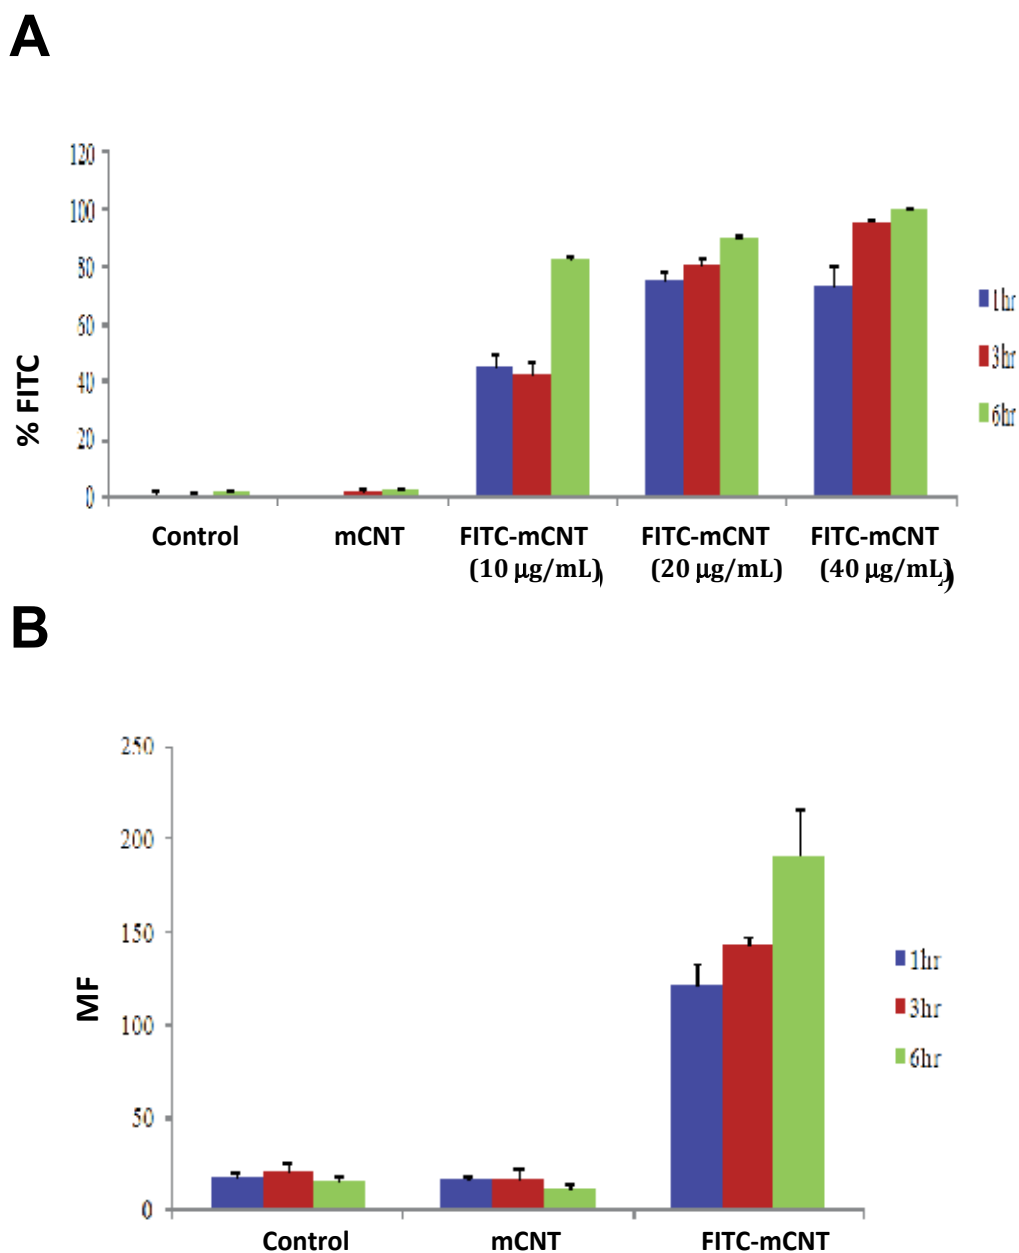 A
120
100
80
60
40
20
0
% FITC
1hr
3hr
6hr
Control mCNT FITC-mCNT FITC-mCNT FITC-mCNT
(10 µg/mL) ) (20 µg/mL) (40 µg/mL) )
B
250
200
150
100
50
0
MF
1hr
3hr
6hr
Control mCNT FITC-mCNT